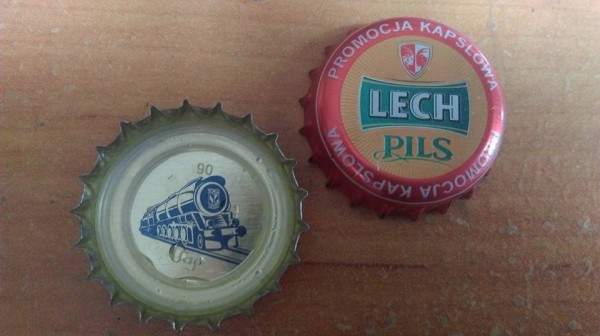 PROMOCJA KAPSLOWA
LECH
PILS
PROMOCJA KAPSLOWA
90